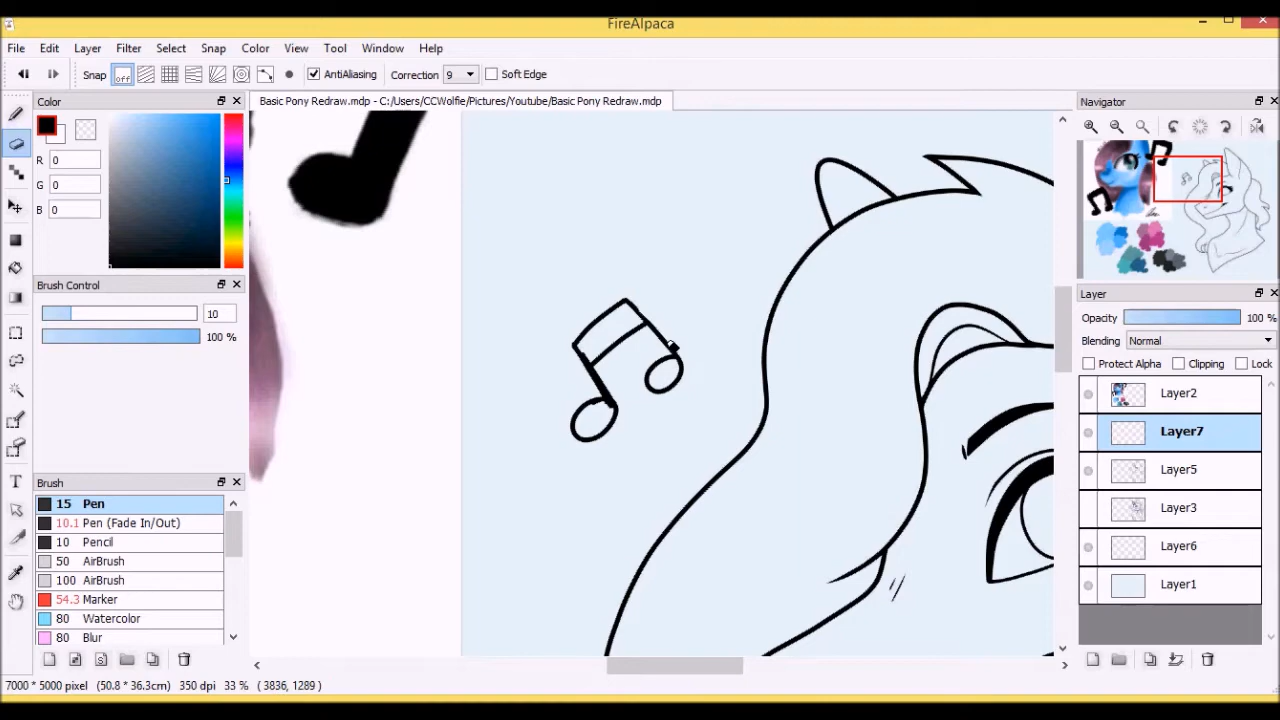 FireAlpaca
File Edit Layer Filter Select Snap Color View Tool Window Help
Snap off AntiAliasing Correction 9 Soft Edge
Color
Basic Pony Redraw.mdp - C:/Users/CCWolfie/Pictures/Youtube/Basic Pony Redraw.mdp
Navigator
R 0
G 0
B 0
Brush Control
10
100 %
Layer
Opacity 100 %
Blending Normal
Protect Alpha Clipping Lock
Layer2
Layer7
Layer5
Layer3
Layer6
Layer1
Brush
15 Pen
10.1 Pen (Fade In/Out)
10 Pencil
50 AirBrush
100 AirBrush
54.3 Marker
80 Watercolor
80 Blur
7000 * 5000 pixel (50.8 * 36.3cm) 350 dpi 33 % ( 3836, 1289 )